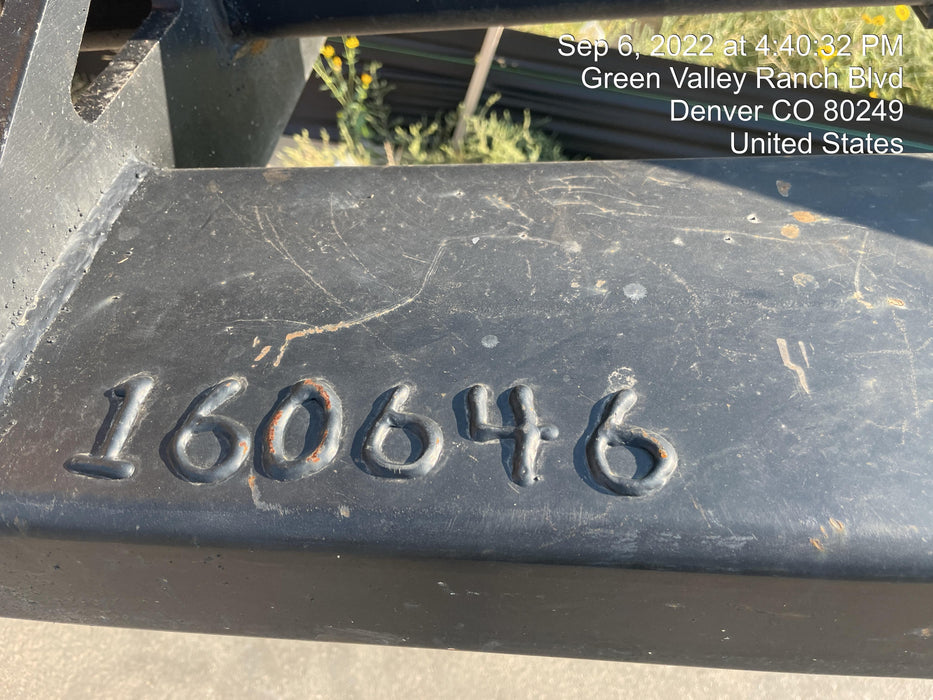 Sep 6, 2022 at 4:40:32 PM
Green Valley Ranch Blvd
Denver CO 80249
United States
160646